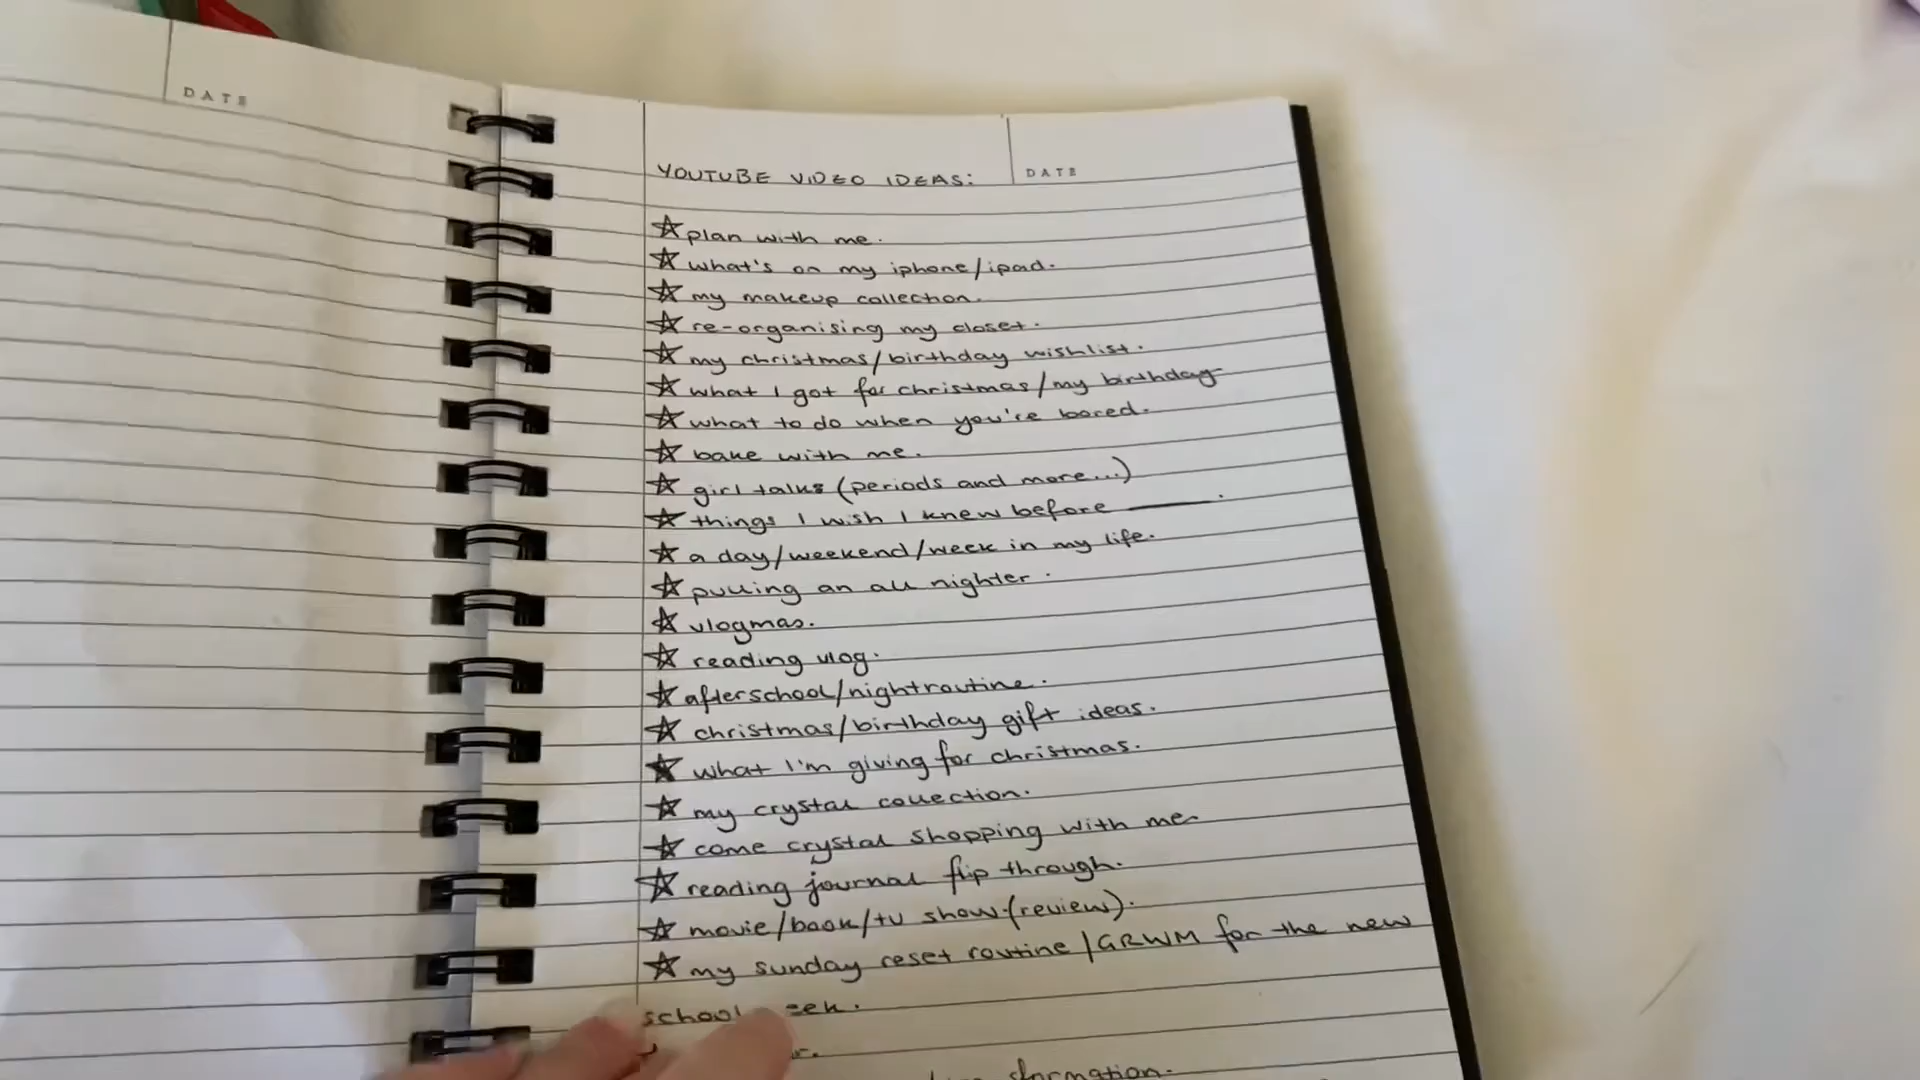 DATE
YOUTUBE VIDEO IDEAS:
DATE
☆plan with me.
☆what's on my iphone/ipad.
☆my makeup collection.
☆re-organising my closet.
☆my christmas/birthday wishlist.
☆what I got for christmas/my birthday
☆what to do when you're bored.
☆bake with me.
☆girl talks (periods and more...)
☆things I wish I knew before ———.
☆a day/weekend/week in my life.
☆pulling an all nighter.
☆vlogmas.
☆reading vlog.
☆afterschool/nightroutine.
☆christmas/birthday gift ideas.
☆what I'm giving for christmas.
☆my crystal collection.
☆come crystal shopping with me.
☆reading journal flip through.
☆movie/book/tv show (review).
☆my sunday reset routine/GRWM for the new
school